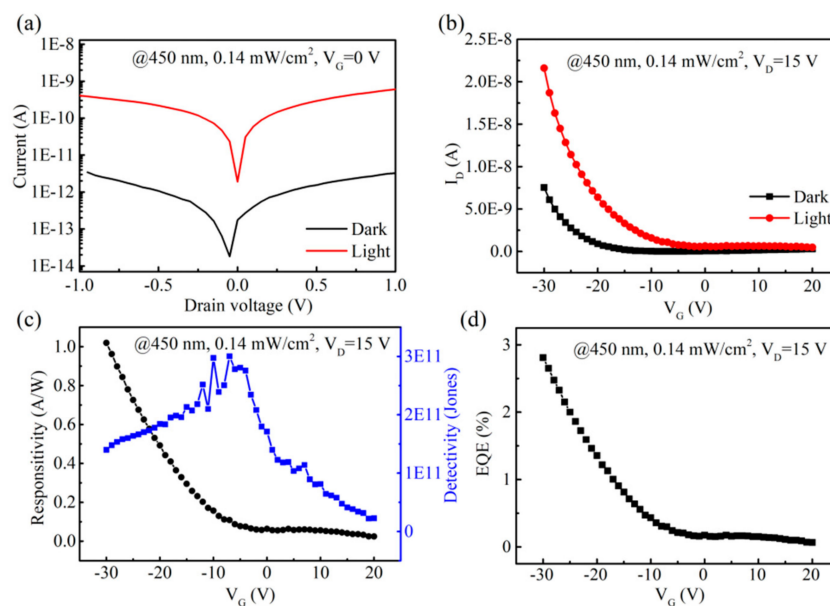 (a)
@450 nm, 0.14 mW/cm², V_G=0 V
1E-8
1E-9
1E-10
1E-11
1E-12
1E-13
1E-14
Current (A)
Dark
Light
-1.0 -0.5 0.0 0.5 1.0
Drain voltage (V)
(b)
@450 nm, 0.14 mW/cm², V_D=15 V
2.5E-8
2.0E-8
1.5E-8
1.0E-8
5.0E-9
0.0
I_D (A)
Dark
Light
-30 -20 -10 0 10 20
V_G (V)
(c)
@450 nm, 0.14 mW/cm², V_D=15 V
1.0
0.8
0.6
0.4
0.2
0.0
Responsitivity (A/W)
3E11
2E11
1E11
0
Detectivity (Jones)
-30 -20 -10 0 10 20
V_G (V)
(d)
@450 nm, 0.14 mW/cm², V_D=15 V
3
2
1
0
EQE (%)
-30 -20 -10 0 10 20
V_G (V)